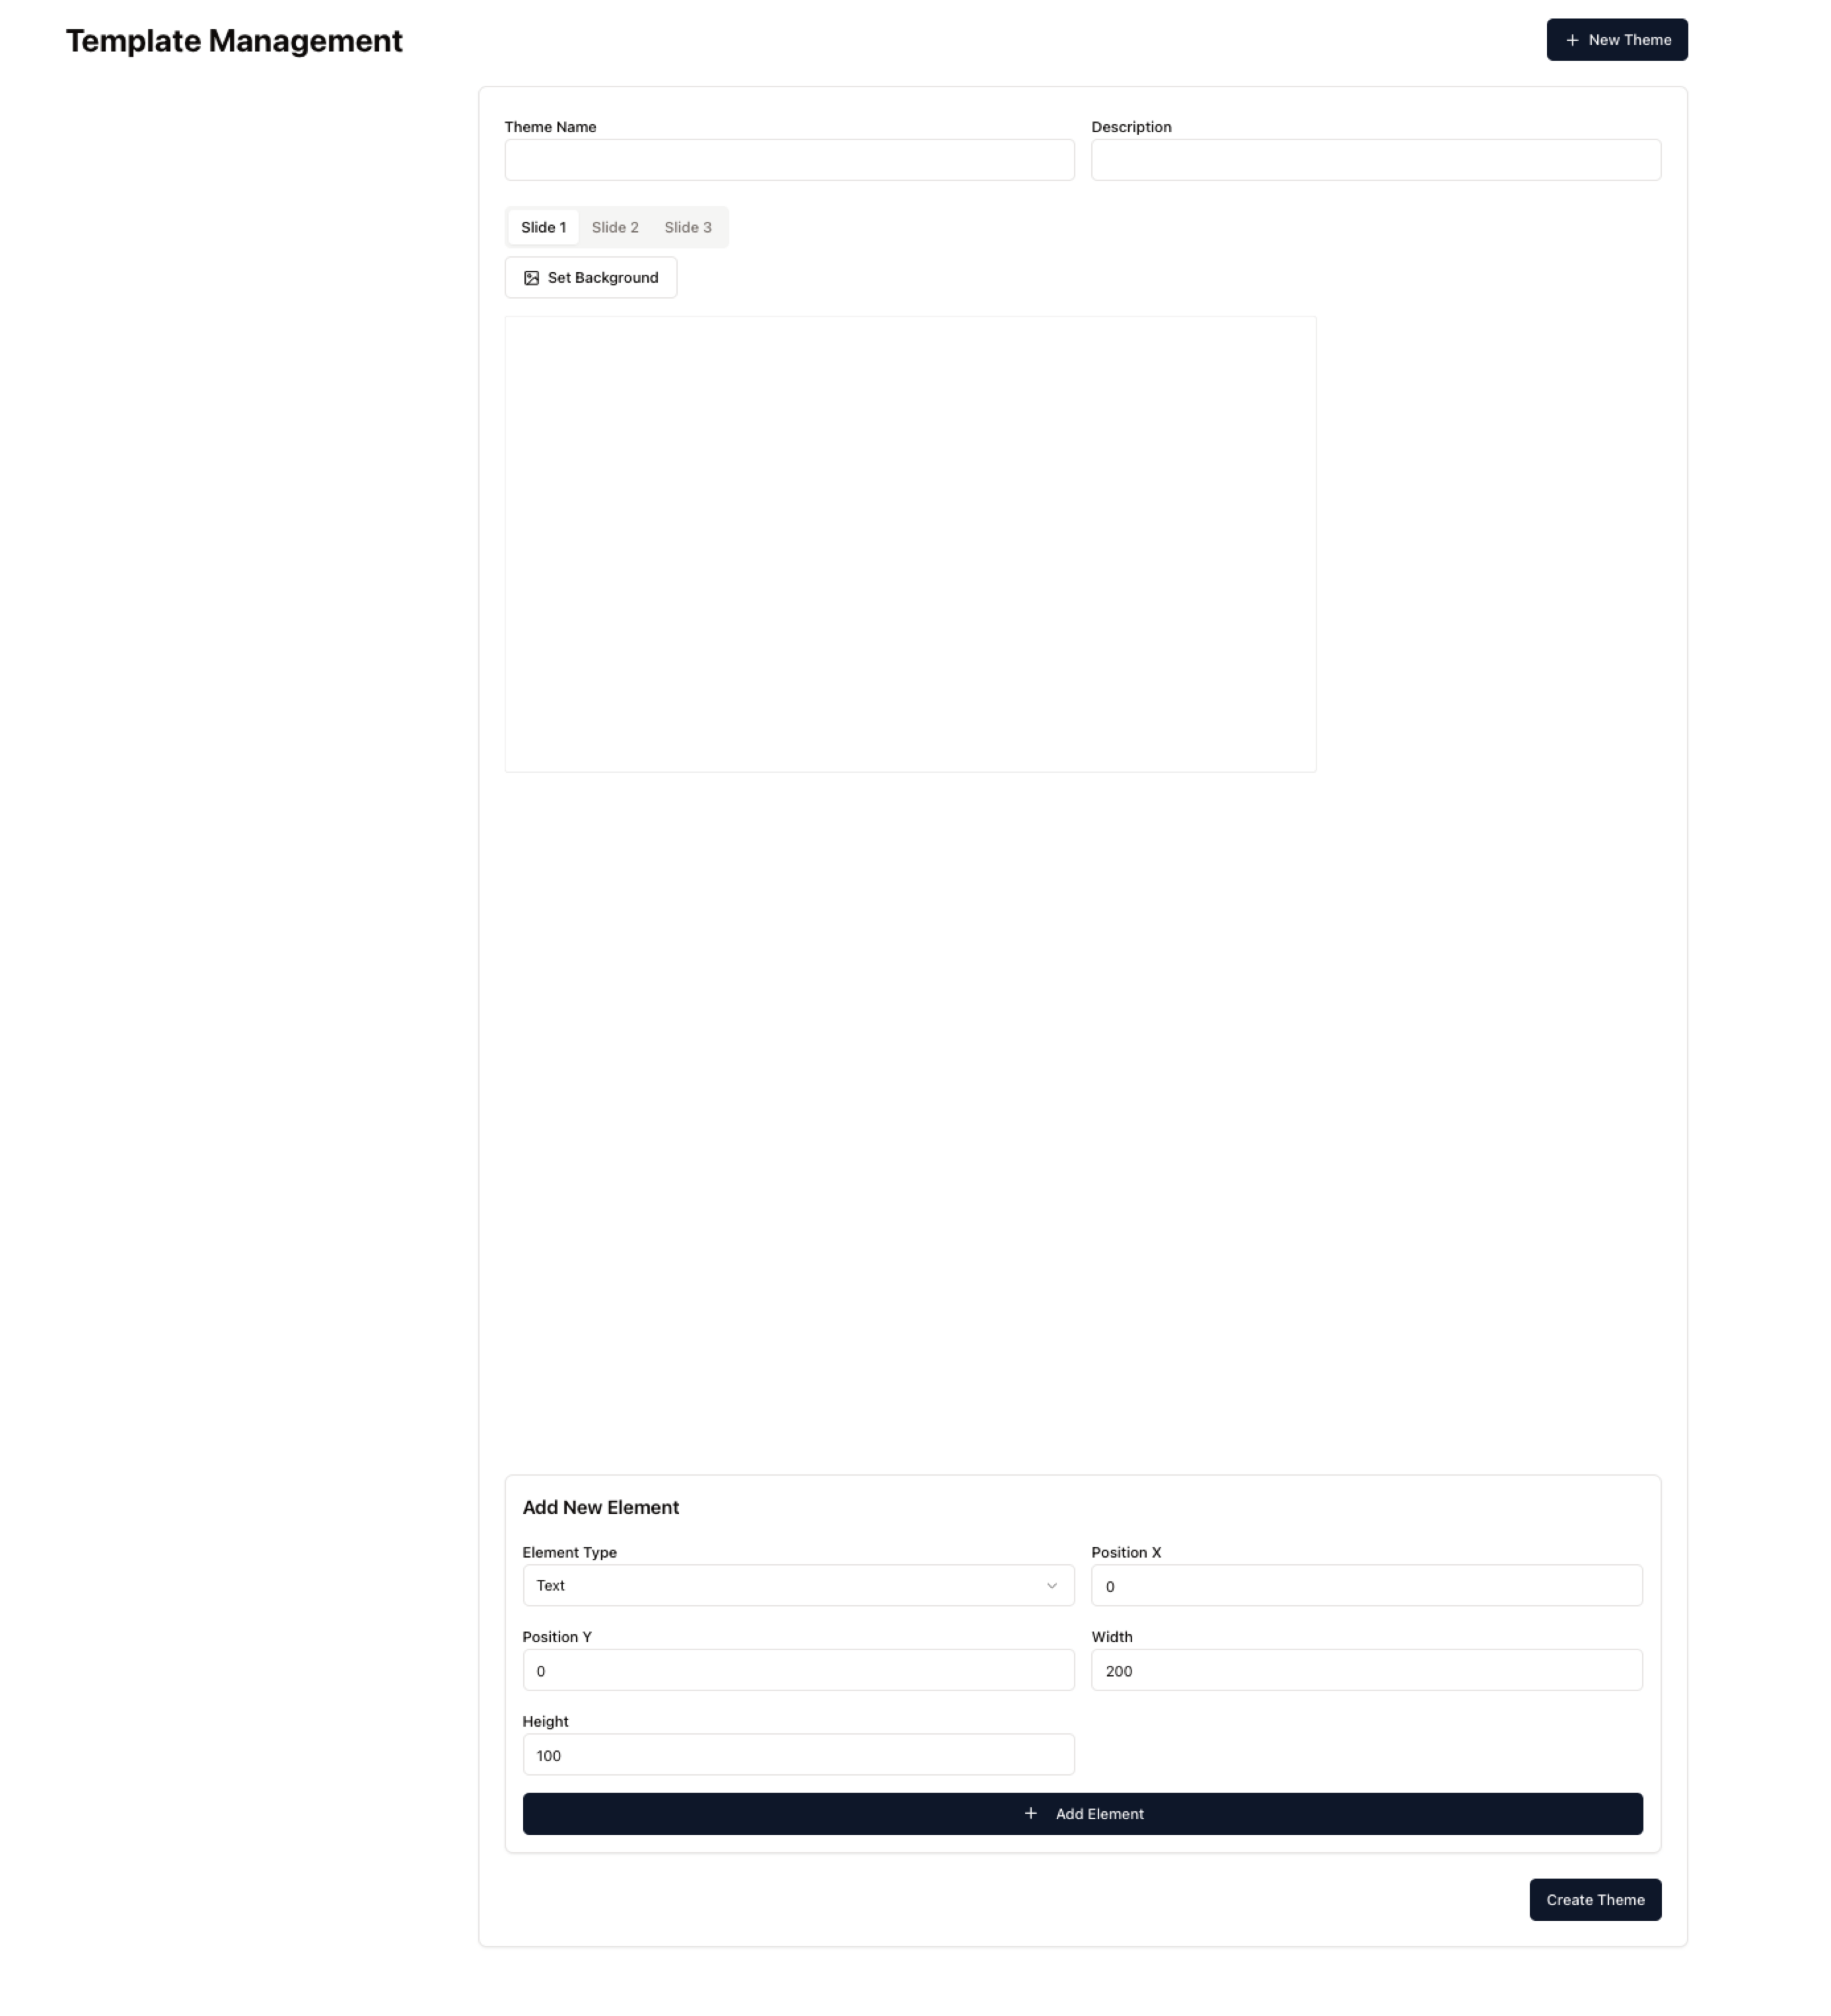 Template Management
New Theme
Theme Name
Description
Slide 1
Slide 2
Slide 3
Set Background
Add New Element
Element Type
Position X
Text
0
Position Y
Width
0
200
Height
100
Add Element
Create Theme